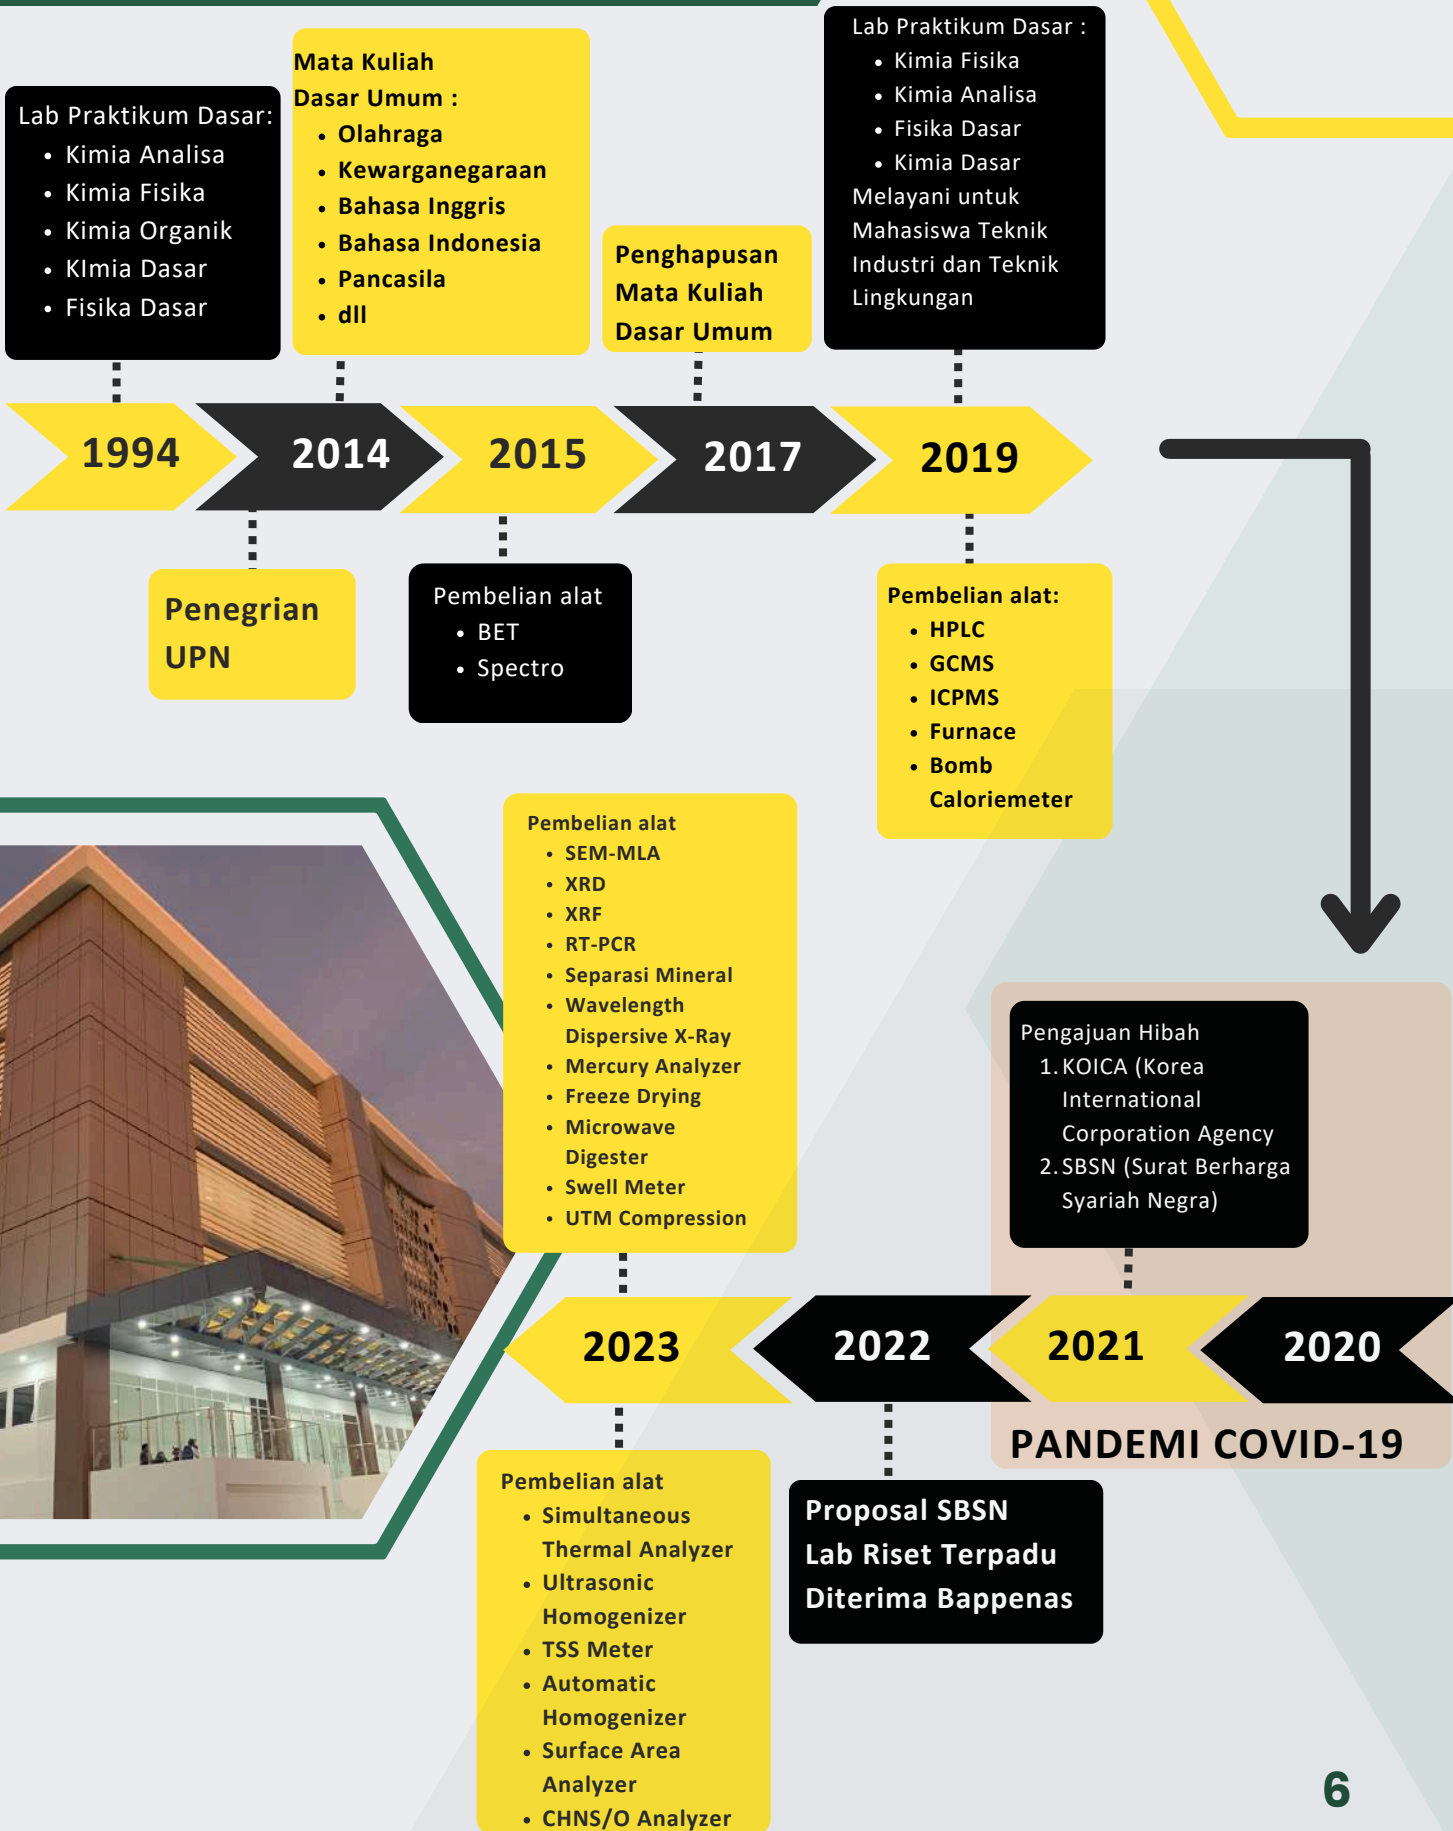 Lab Praktikum Dasar:
• Kimia Analisa
• Kimia Fisika
• Kimia Organik
• KImia Dasar
• Fisika Dasar
Mata Kuliah
Dasar Umum :
• Olahraga
• Kewarganegaraan
• Bahasa Inggris
• Bahasa Indonesia
• Pancasila
• dll
Penghapusan
Mata Kuliah
Dasar Umum
Lab Praktikum Dasar :
• Kimia Fisika
• Kimia Analisa
• Fisika Dasar
• Kimia Dasar
Melayani untuk
Mahasiswa Teknik
Industri dan Teknik
Lingkungan
1994
2014
2015
2017
2019
Penegrian
UPN
Pembelian alat
• BET
• Spectro
Pembelian alat:
• HPLC
• GCMS
• ICPMS
• Furnace
• Bomb
Caloriemeter
Pembelian alat
• SEM-MLA
• XRD
• XRF
• RT-PCR
• Separasi Mineral
• Wavelength
Dispersive X-Ray
• Mercury Analyzer
• Freeze Drying
• Microwave
Digester
• Swell Meter
• UTM Compression
Pengajuan Hibah
1. KOICA (Korea
International
Corporation Agency
2. SBSN (Surat Berharga
Syariah Negra)
2023
2022
2021
2020
PANDEMI COVID-19
Pembelian alat
• Simultaneous
Thermal Analyzer
• Ultrasonic
Homogenizer
• TSS Meter
• Automatic
Homogenizer
• Surface Area
Analyzer
• CHNS/O Analyzer
Proposal SBSN
Lab Riset Terpadu
Diterima Bappenas
6